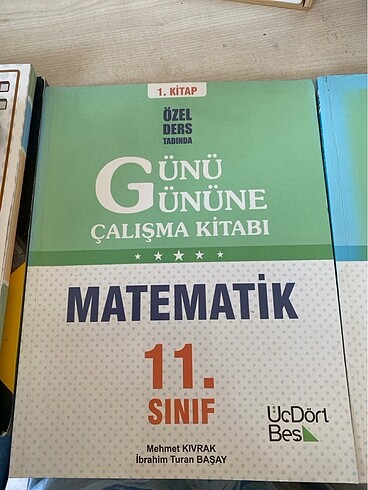 1. KİTAP
ÖZEL
DERS
TADINDA
GÜNÜ
GÜNÜNE
ÇALIŞMA KİTABI
MATEMATİK
11.
SINIF
ÜcDört
Beş
Mehmet KIVRAK
İbrahim Turan BAŞAY